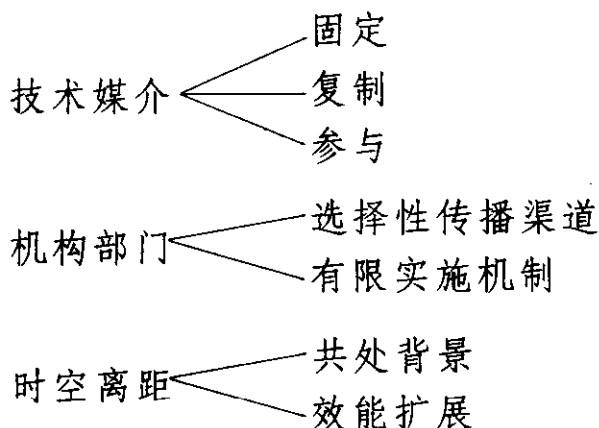 固定
技术媒介 复制
参与
选择性传播渠道
机构部门
有限实施机制
共处背景
时空离距
效能扩展